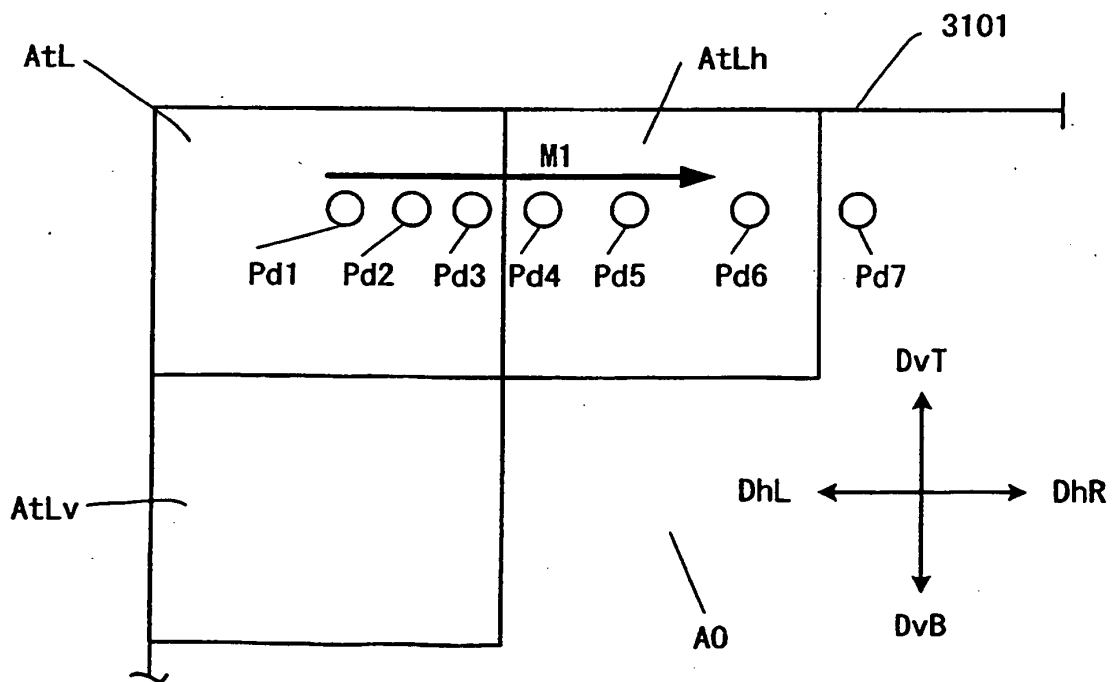 3101
AtL
AtLh
M1
Pd1 Pd2 Pd3 Pd4 Pd5 Pd6 Pd7
DvT
DhL DhR
AtLv
DvB
A0